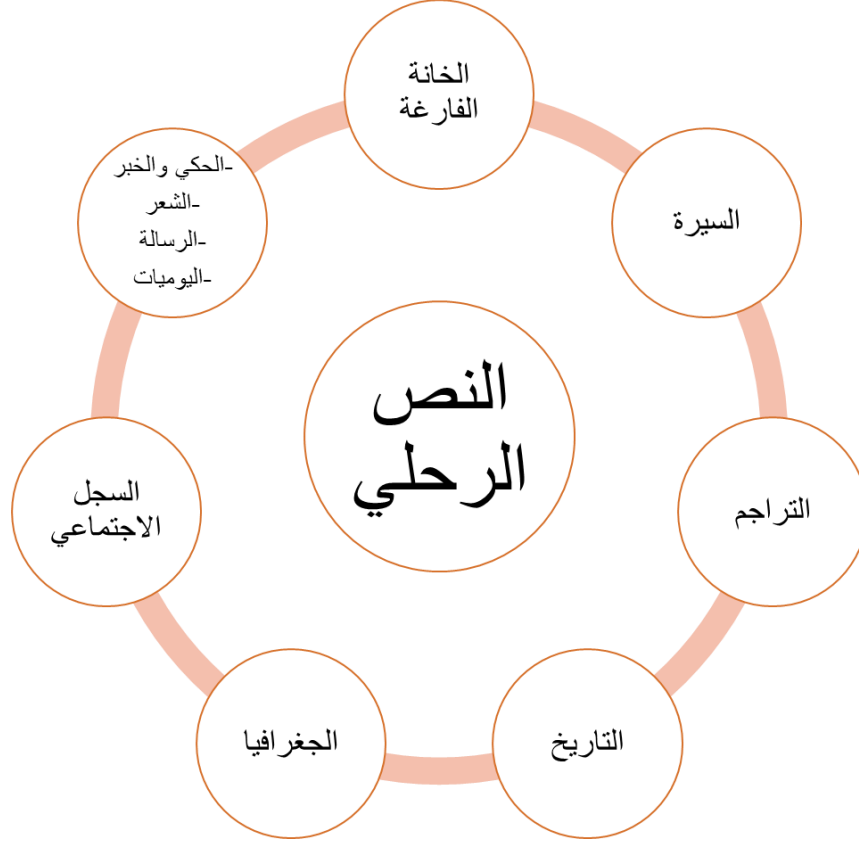 الخانة
الفارغة
السيرة
التراجم
التاريخ
الجغرافيا
السجل
الاجتماعي
-الحكي والخبر
-الشعر
-الرسالة
-اليوميات
النص
الرحلي